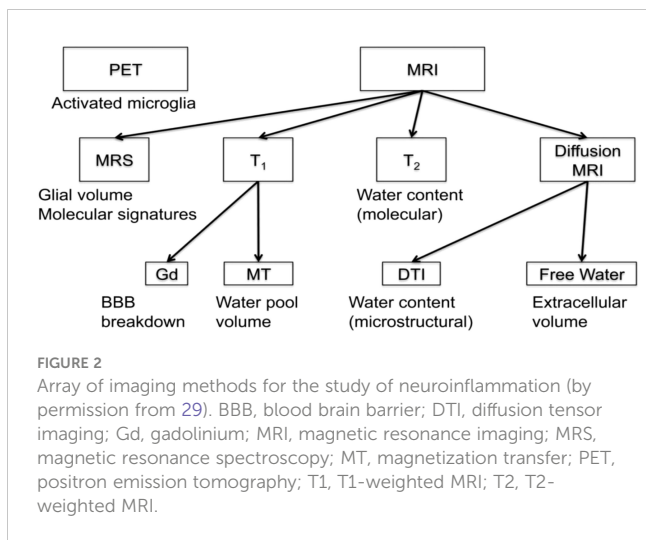 PET
MRI
Activated microglia
MRS
T₁
T₂
Diffusion
MRI
Glial volume
Molecular signatures
Water content
(molecular)
Gd
MT
DTI
Free Water
BBB
breakdown
Water pool
volume
Water content
(microstructural)
Extracellular
volume
FIGURE 2
Array of imaging methods for the study of neuroinflammation (by
permission from 29). BBB, blood brain barrier; DTI, diffusion tensor
imaging; Gd, gadolinium; MRI, magnetic resonance imaging; MRS,
magnetic resonance spectroscopy; MT, magnetization transfer; PET,
positron emission tomography; T1, T1-weighted MRI; T2, T2-
weighted MRI.